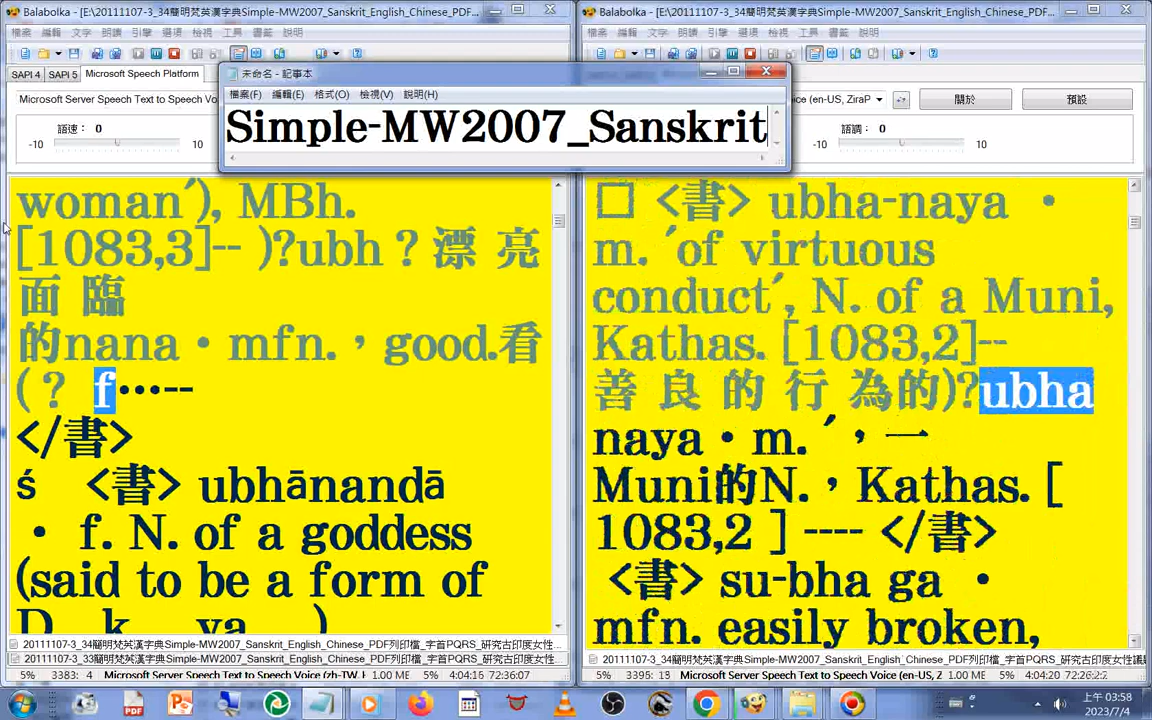 Balabolka - [E:\20111107-3_34簡明梵英漢字典Simple-MW2007_Sanskrit_English_Chinese_PDF...
檔案 編輯 文字 朗讀 引擎 選項 檢視 工具 書籤 說明
SAPI 4 SAPI 5 Microsoft Speech Platform
Microsoft Server Speech Text to Speech Vo
語速： 0
-10 10
woman´), MBh.
[1083,3]-- )?ubh ? 漂 亮
面 臨
的nana • mfn.，good.看
( ? f•••--
</書>
ś <書> ubhānandā
• f. N. of a goddess
(said to be a form of
20111107-3_34簡明梵英漢字典Simple-MW2007_Sanskrit_English_Chinese_PDF列印檔_字首PQRS_研究古印度女性...
20111107-3_33簡明梵英漢字典Simple-MW2007_Sanskrit_English_Chinese_PDF列印檔_字首PQRS_研究古印度女性...
5% 3383: 4 Microsoft Server Speech Text to Speech Voice (zh-TW, 1.00 ME 5% 4:04:16 72:36:07
未命名 - 記事本
檔案(F) 編輯(E) 格式(O) 檢視(V) 說明(H)
Simple-MW2007_Sanskrit
Balabolka - [E:\20111107-3_34簡明梵英漢字典Simple-MW2007_Sanskrit_English_Chinese_PDF...
檔案 編輯 文字 朗讀 引擎 選項 檢視 工具 書籤 說明
ice (en-US, ZiraP 關於 預設
語調： 0
-10 10
□ <書> ubha-naya •
m. ´of virtuous
conduct´, N. of a Muni,
Kathas. [1083,2]--
善 良 的 行 為的)?ubha
naya • m. ´，一
Muni的N.，Kathas. [
1083,2 ] ---- </書>
<書> su-bha ga •
mfn. easily broken,
20111107-3_34簡明梵英漢字典Simple-MW2007_Sanskrit_English_Chinese_PDF列印檔_字首PQRS_研究古印度女性議
5% 3395: 13 Microsoft Server Speech Text to Speech Voice (en-US, Z 1.00 MB 5% 4:04:20
上午 03:58
2023/7/4